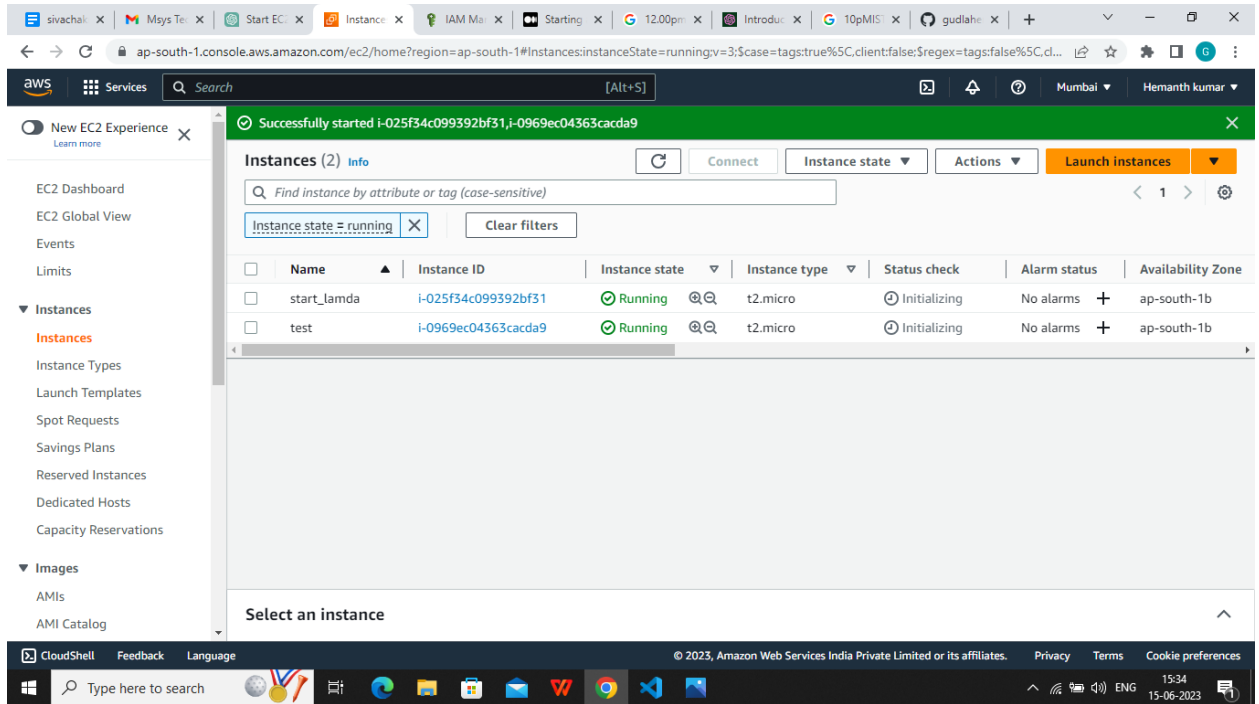 sivachak
Msys Tec
Start EC
Instance
IAM Ma
Starting
12.00pm
Introduc
10pMIS
gudlahe
ap-south-1.console.aws.amazon.com/ec2/home?region=ap-south-1#Instances:instanceState=running;v=3;$case=tags:true%5C,client:false;$regex=tags:false%5C,cl...
G
aws
Services
Search
[Alt+S]
Mumbai
Hemanth kumar
New EC2 Experience
Learn more
EC2 Dashboard
EC2 Global View
Events
Limits
Instances
Instances
Instance Types
Launch Templates
Spot Requests
Savings Plans
Reserved Instances
Dedicated Hosts
Capacity Reservations
Images
AMIs
AMI Catalog
Successfully started i-025f34c099392bf31,i-0969ec04363cacda9
Instances (2) Info
Connect
Instance state
Actions
Launch instances
Find instance by attribute or tag (case-sensitive)
1
Instance state = running
Clear filters
Name Instance ID Instance state Instance type Status check Alarm status Availability Zone
start_lamda i-025f34c099392bf31 Running t2.micro Initializing No alarms + ap-south-1b
test i-0969ec04363cacda9 Running t2.micro Initializing No alarms + ap-south-1b
Select an instance
CloudShell Feedback Language © 2023, Amazon Web Services India Private Limited or its affiliates. Privacy Terms Cookie preferences
Type here to search
ENG
15:34
15-06-2023
1